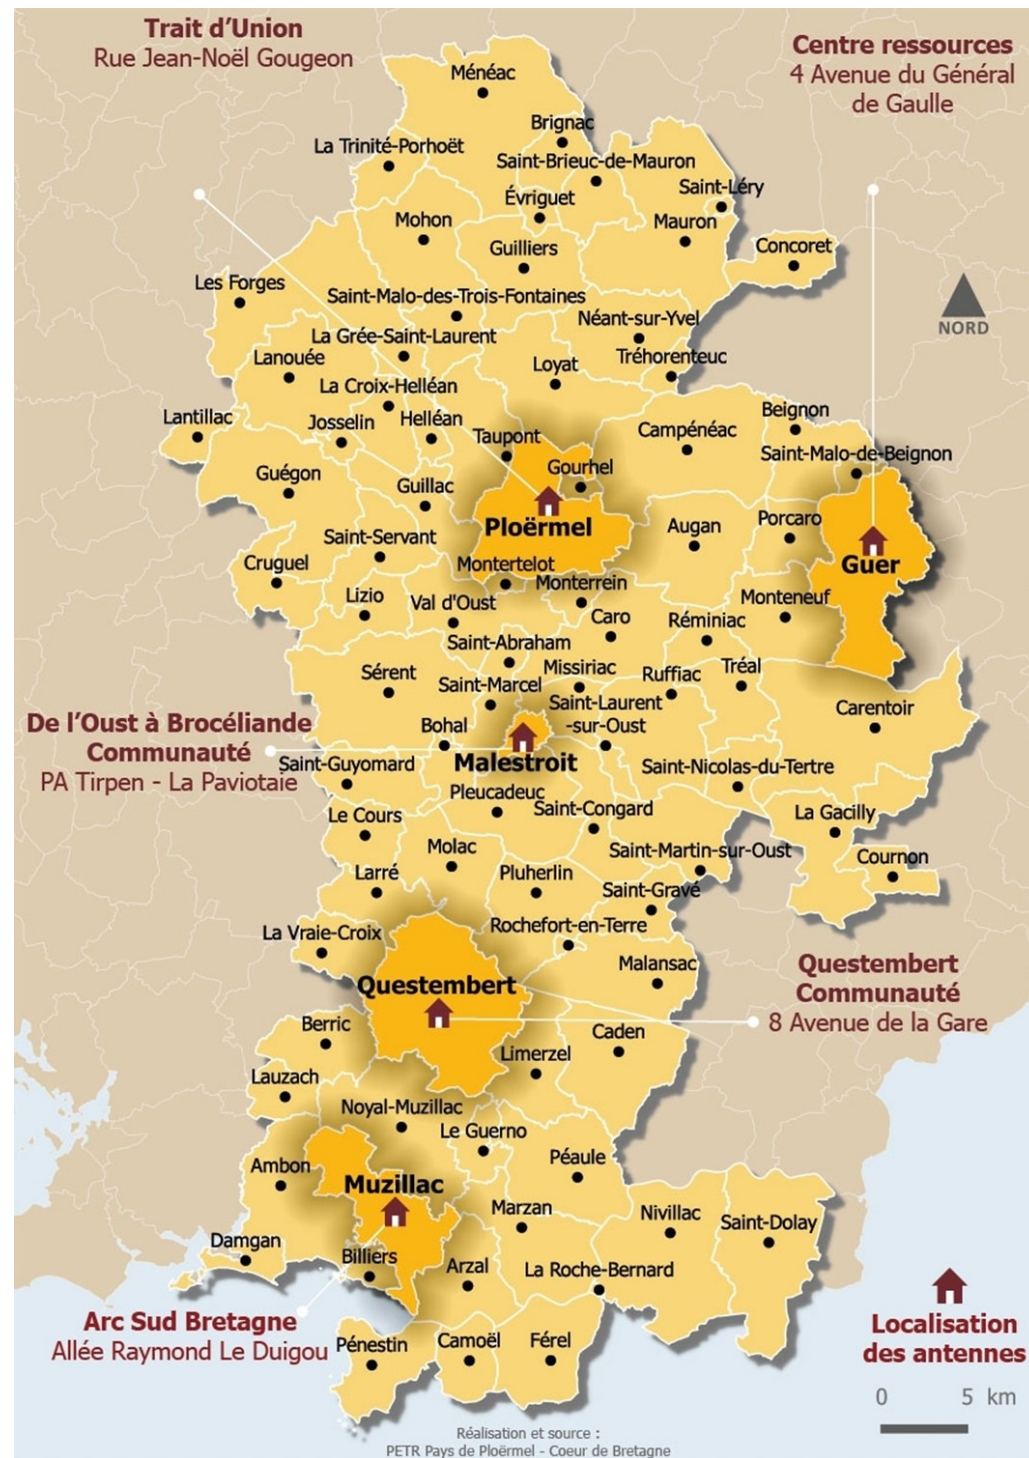 Trait d'Union
Rue Jean-Noël Gougeon
Centre ressources
4 Avenue du Général
de Gaulle
Ménéac
Brignac
La Trinité-Porhoët
Saint-Brieuc-de-Mauron
Saint-Léry
Évriguet
Mohon
Mauron
Guilliers
Concoret
Les Forges
Saint-Malo-des-Trois-Fontaines
NORD
Néant-sur-Yvel
La Grée-Saint-Laurent
Lanouée
Loyat
Tréhorenteuc
La Croix-Helléan
Lantillac
Josselin
Helléan
Taupont
Campénéac
Beignon
Saint-Malo-de-Beignon
Gourhel
Guégon
Guillac
Ploërmel
Augan
Porcaro
Guer
Saint-Servant
Cruguel
Montertelot
Monterrein
Lizio
Val d'Oust
Caro
Réminiac
Monteneuf
Saint-Abraham
Sérent
Missiriac
Ruffiac
Tréal
Saint-Marcel
Saint-Laurent
-sur-Oust
Carentoir
De l'Oust à Brocéliande
Communauté
PA Tirpen - La Paviotaie
Bohal
Malestroit
Saint-Guyomard
Saint-Nicolas-du-Tertre
Pleucadeuc
Saint-Congard
La Gacilly
Le Cours
Molac
Saint-Martin-sur-Oust
Cournon
Larré
Pluherlin
Saint-Gravé
La Vraie-Croix
Rochefort-en-Terre
Malansac
Questembert
Questembert
Communauté
8 Avenue de la Gare
Berric
Limerzel
Caden
Lauzach
Noyal-Muzillac
Le Guerno
Ambon
Muzillac
Péaule
Marzan
Nivillac
Saint-Dolay
Damgan
Billiers
Arzal
La Roche-Bernard
Arc Sud Bretagne
Allée Raymond Le Duigou
Pénestin
Camoël
Férel
Localisation
des antennes
0 5 km
Réalisation et source :
PETR Pays de Ploërmel - Coeur de Bretagne